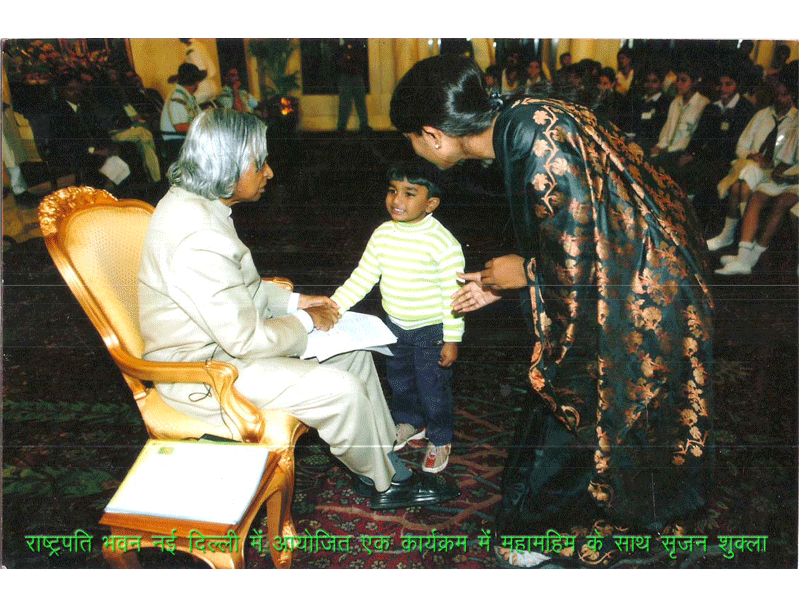 राष्ट्रपति भवन नई दिल्ली में आयोजित एक कार्यक्रम में महामहिम के साथ सृजन शुक्ला